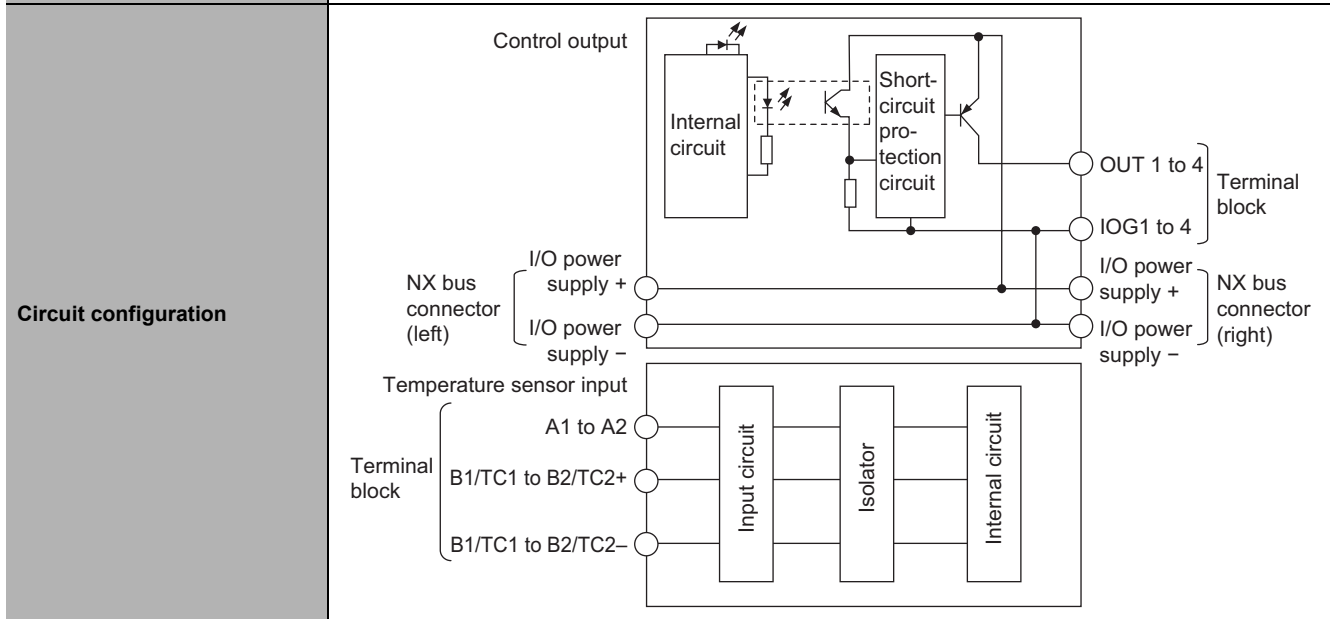 Circuit configuration
Control output
Internal
circuit
Short-
circuit
pro-
tection
circuit
OUT 1 to 4
IOG1 to 4
Terminal
block
NX bus
connector
(left)
I/O power
supply +
I/O power
supply −
I/O power
supply +
I/O power
supply −
NX bus
connector
(right)
Temperature sensor input
Terminal
block
A1 to A2
B1/TC1 to B2/TC2+
B1/TC1 to B2/TC2–
Input circuit
Isolator
Internal circuit